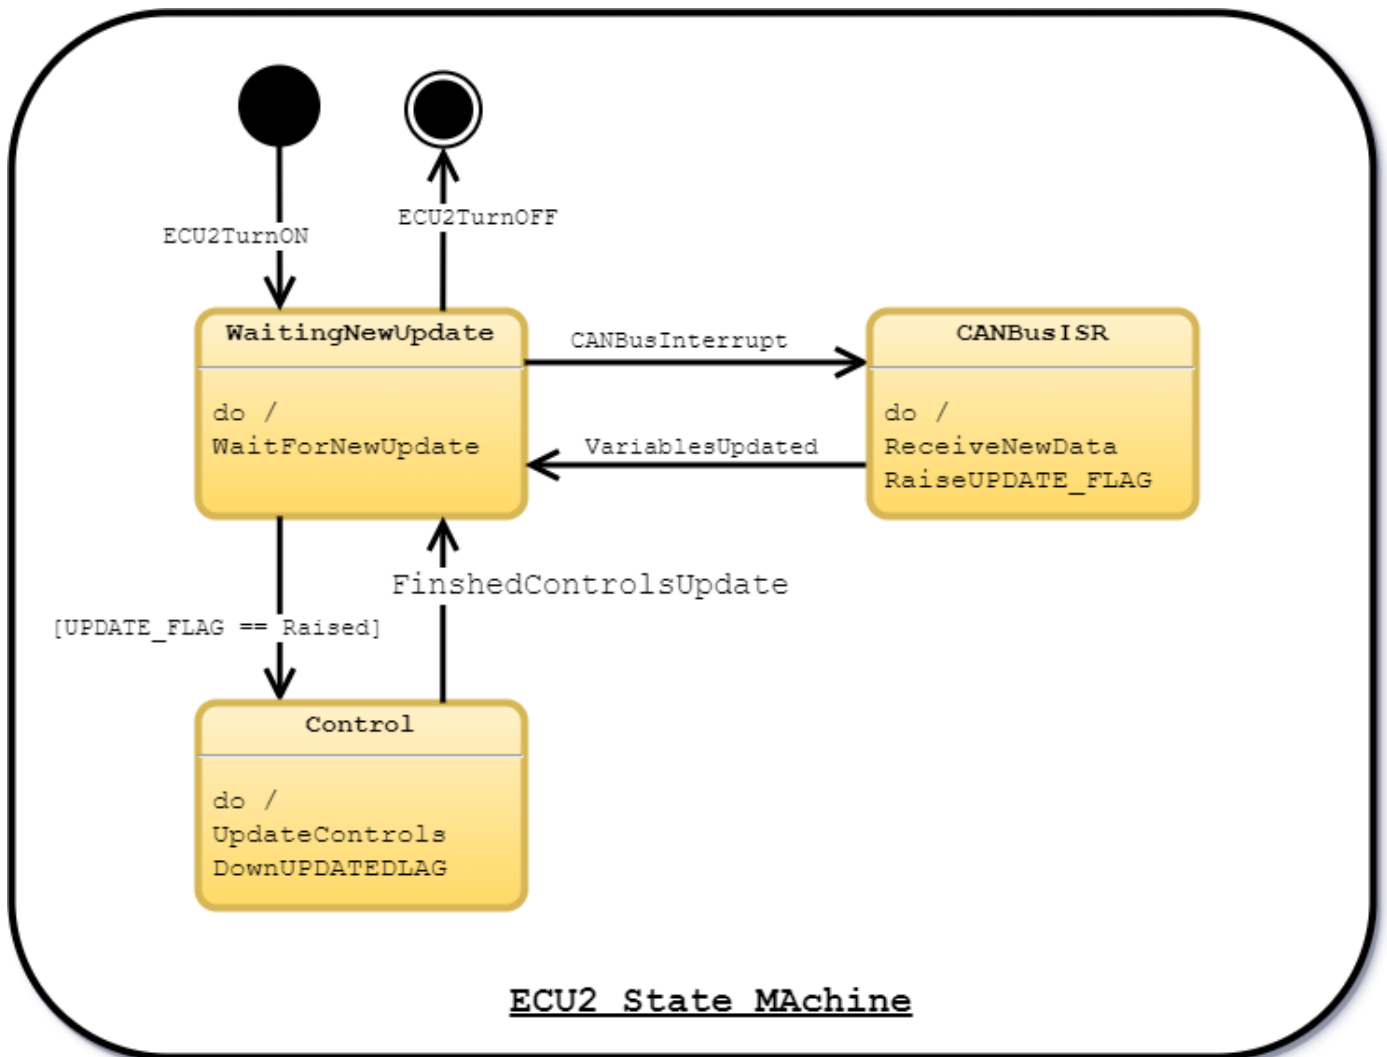 ECU2TurnON
ECU2TurnOFF
WaitingNewUpdate
do /
WaitForNewUpdate
CANBusInterrupt
VariablesUpdated
CANBusISR
do /
ReceiveNewData
RaiseUPDATE_FLAG
[UPDATE_FLAG == Raised]
FinshedControlsUpdate
Control
do /
UpdateControls
DownUPDATEDLAG
ECU2 State MAchine